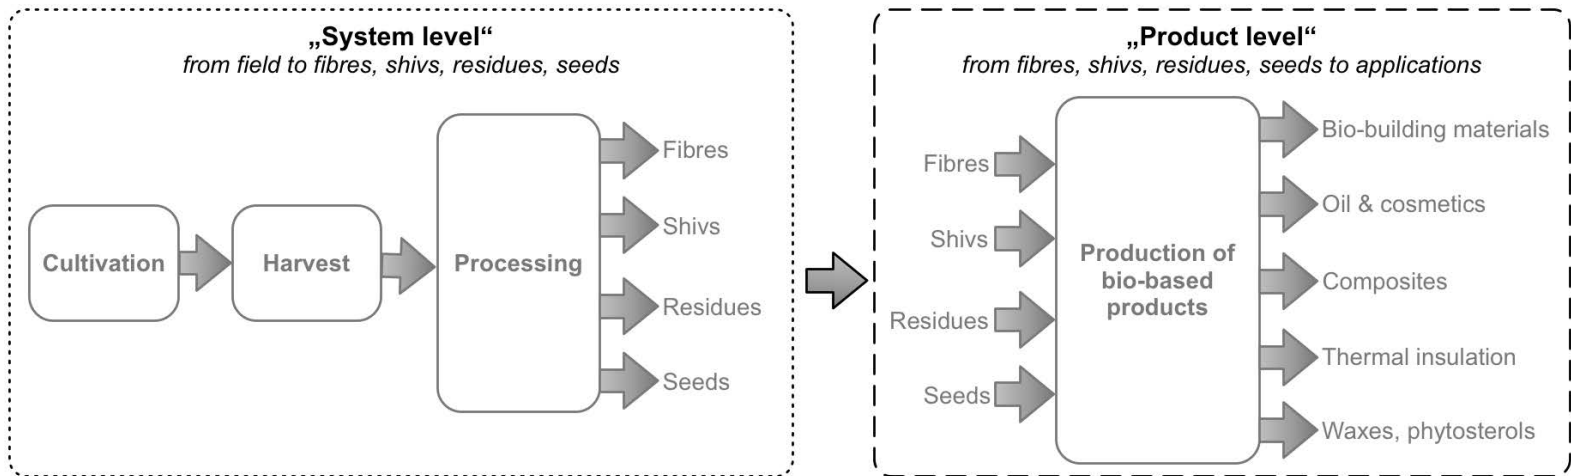 „System level“
from field to fibres, shivs, residues, seeds
Cultivation
Harvest
Processing
Fibres
Shivs
Residues
Seeds
„Product level“
from fibres, shivs, residues, seeds to applications
Fibres
Shivs
Residues
Seeds
Production of
bio-based
products
Bio-building materials
Oil & cosmetics
Composites
Thermal insulation
Waxes, phytosterols